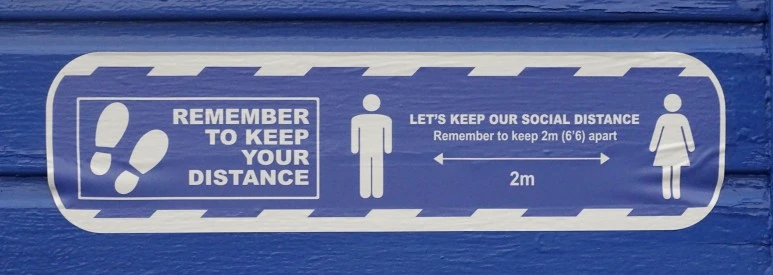 REMEMBER
TO KEEP
YOUR
DISTANCE
LET'S KEEP OUR SOCIAL DISTANCE
Remember to keep 2m (6'6) apart
2m